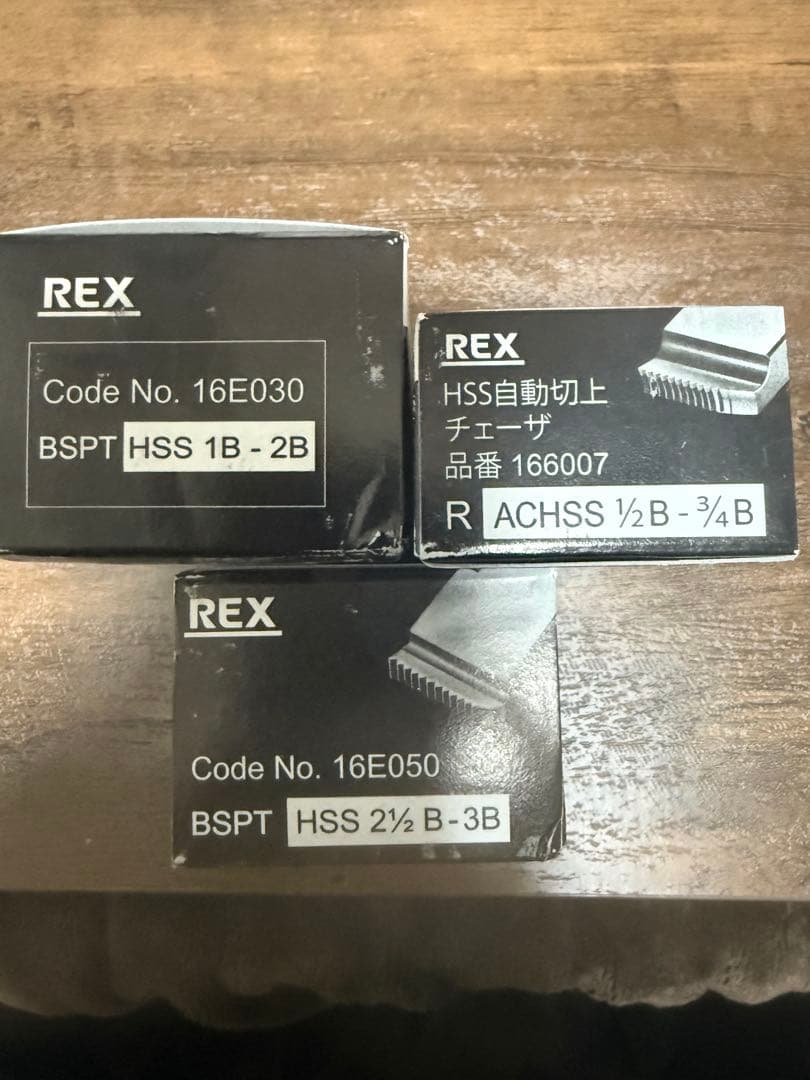 REX
Code No. 16E030
BSPT HSS 1B - 2B
REX
HSS自動切上
チェーザ
品番 166007
R ACHSS ½B - ¾B
REX
Code No. 16E050
BSPT HSS 2½ B - 3B